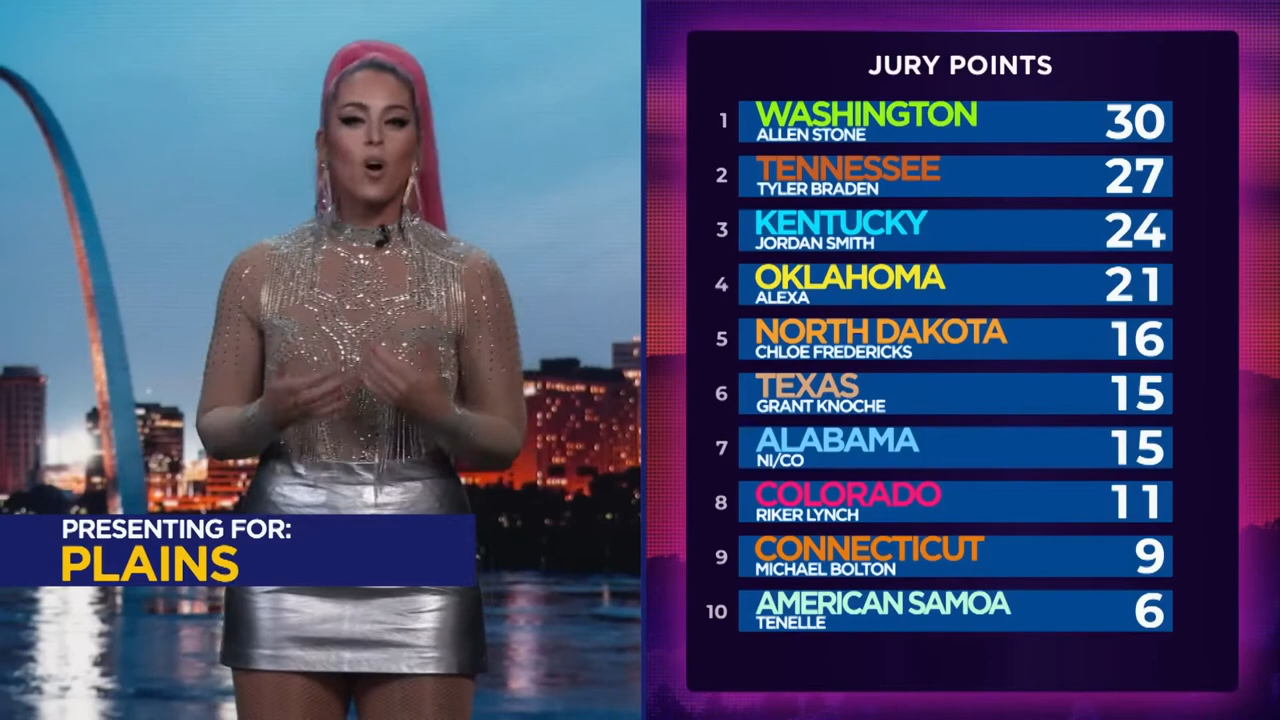 PRESENTING FOR:
PLAINS
JURY POINTS
1 WASHINGTON 30
ALLEN STONE
2 TENNESSEE 27
TYLER BRADEN
3 KENTUCKY 24
JORDAN SMITH
4 OKLAHOMA 21
ALEXA
5 NORTH DAKOTA 16
CHLOE FREDERICKS
6 TEXAS 15
GRANT KNOCHE
7 ALABAMA 15
NI/CO
8 COLORADO 11
RIKER LYNCH
9 CONNECTICUT 9
MICHAEL BOLTON
10 AMERICAN SAMOA 6
TENELLE